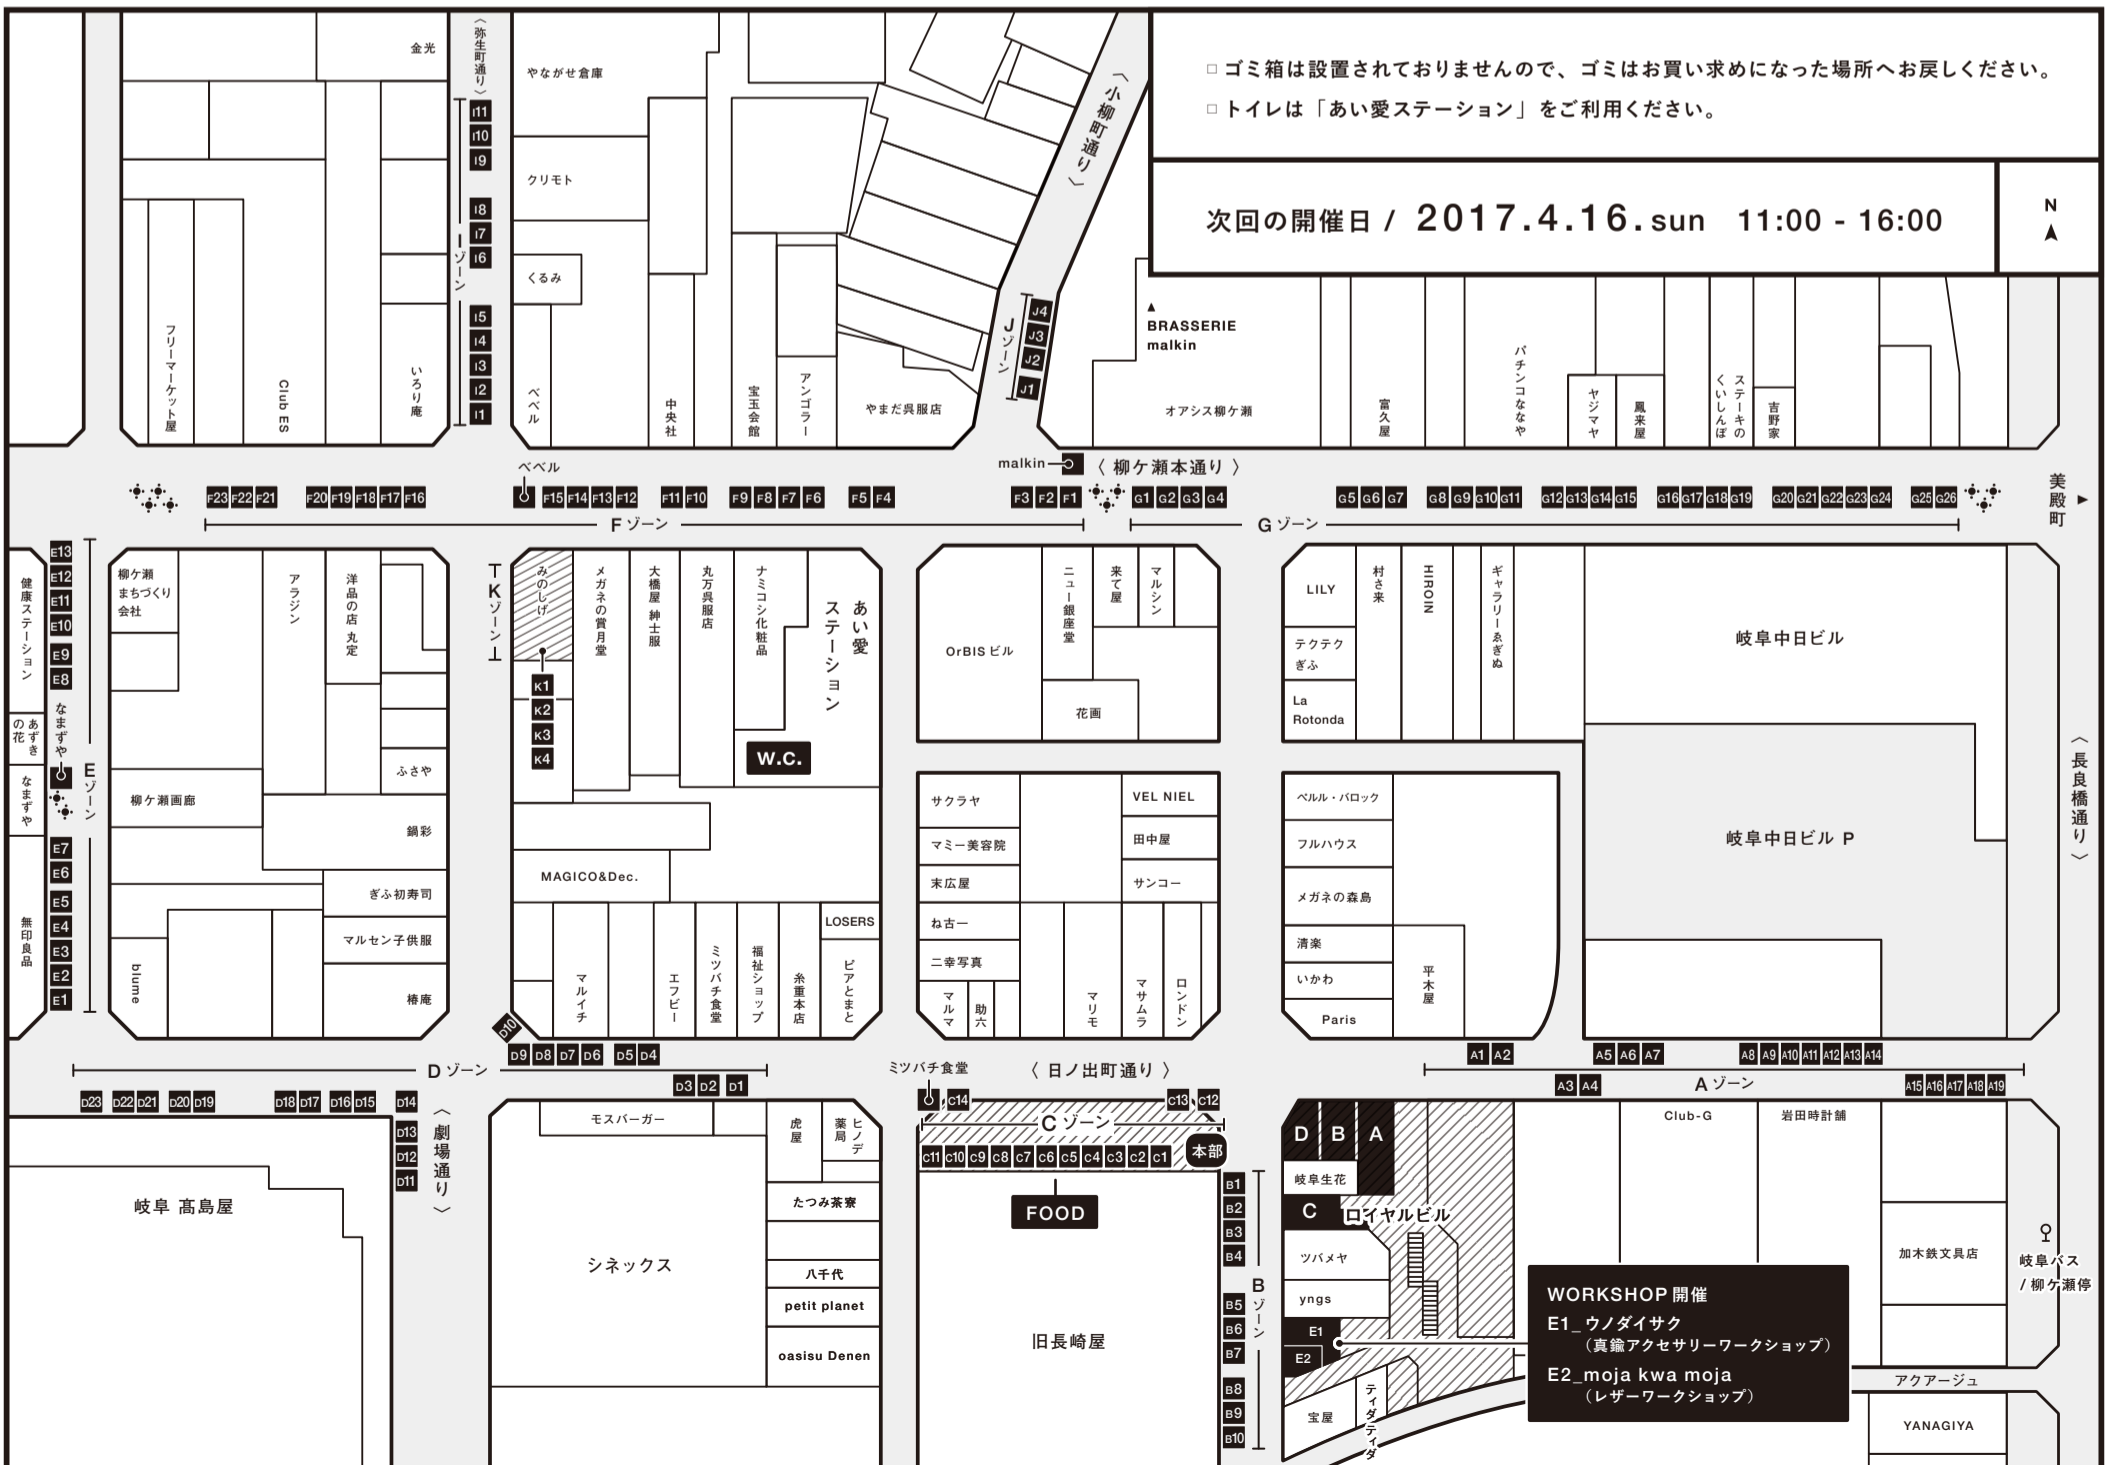 □ ゴミ箱は設置されておりませんので、ゴミはお買い求めになった場所へお戻しください。
□ トイレは「あい愛ステーション」をご利用ください。
次回の開催日 / 2017.4.16.sun 11:00 - 16:00
N
〈弥生町通り〉
〈小柳町通り〉
金光
フリーマーケット屋
Club ES
いろり庵
I11
I10
I9
I8
I7
I6
I5
I4
I3
I2
I1
Iゾーン
やながせ倉庫
クリモト
くるみ
ベベル
中央社
宝玉会館
アンゴラー
やまだ呉服店
Jゾーン
J4
J3
J2
J1
▲
BRASSERIE
malkin
オアシス柳ケ瀬
富久屋
パチンコななや
ヤジマヤ
鳳来屋
ステーキの
くいしんぼ
吉野家
malkin
〈 柳ケ瀬本通り 〉
ベベル
F23 F22 F21 F20 F19 F18 F17 F16 F15 F14 F13 F12 F11 F10 F9 F8 F7 F6 F5 F4 F3 F2 F1
G1 G2 G3 G4 G5 G6 G7 G8 G9 G10 G11 G12 G13 G14 G15 G16 G17 G18 G19 G20 G21 G22 G23 G24 G25 G26
Fゾーン
Gゾーン
美殿町 ▶
E13
E12
E11
E10
E9
E8
なまずや
E7
E6
E5
E4
E3
E2
E1
Eゾーン
健康ステーション
あずき
の花
なまずや
無印良品
柳ケ瀬
まちづくり
会社
アラジン
洋品の店 丸定
ふさや
柳ケ瀬画廊
鍋彩
ぎふ初寿司
マルセン子供服
椿庵
blume
Kゾーン
みのしげ
K1
K2
K3
K4
メガネの賞月堂
大橋屋 紳士服
丸万呉服店
ナミコシ化粧品
あい愛
ステーション
W.C.
MAGICO&Dec.
マルイチ
エフビー
ミツバチ食堂
福祉ショップ
糸重本店
LOSERS
ビアとまと
OrBISビル
ニュー銀座堂
来て屋
マルシン
花画
サクラヤ
マミー美容院
末広屋
ね古一
二幸写真
マルマ
助六
VEL NIEL
田中屋
サンコー
マリモ
マサムラ
ロンドン
LILY
テクテク
ぎふ
La
Rotonda
村さ来
HIROIN
ギャラリーゑぎぬ
岐阜中日ビル
岐阜中日ビル P
〈長良橋通り〉
ペルル・バロック
フルハウス
メガネの森島
清楽
いかわ
Paris
平木屋
D10
D9 D8 D7 D6 D5 D4
D3 D2 D1
Dゾーン
D23 D22 D21 D20 D19 D18 D17 D16 D15 D14
D13
D12
D11
〈劇場通り〉
ミツバチ食堂
〈 日ノ出町通り 〉
A1 A2
A3 A4
A5 A6 A7
A8 A9 A10 A11 A12 A13 A14
Aゾーン
A15 A16 A17 A18 A19
岐阜 髙島屋
モスバーガー
虎屋
ヒノデ
薬局
たつみ茶寮
八千代
petit planet
oasisu Denen
シネックス
C14
C13 C12
Cゾーン
C11 C10 C9 C8 C7 C6 C5 C4 C3 C2 C1
本部
FOOD
旧長崎屋
B1
B2
B3
B4
B5
B6
B7
B8
B9
B10
Bゾーン
D B A
岐阜生花
C
ロイヤルビル
ツバメヤ
yngs
E1
E2
宝屋
ティダティダ
Club-G
岩田時計舗
加木鉄文具店
岐阜バス
/ 柳ケ瀬停
WORKSHOP開催
E1_ウノダイサク
（真鍮アクセサリーワークショップ）
E2_moja kwa moja
（レザーワークショップ）
アクアージュ
YANAGIYA